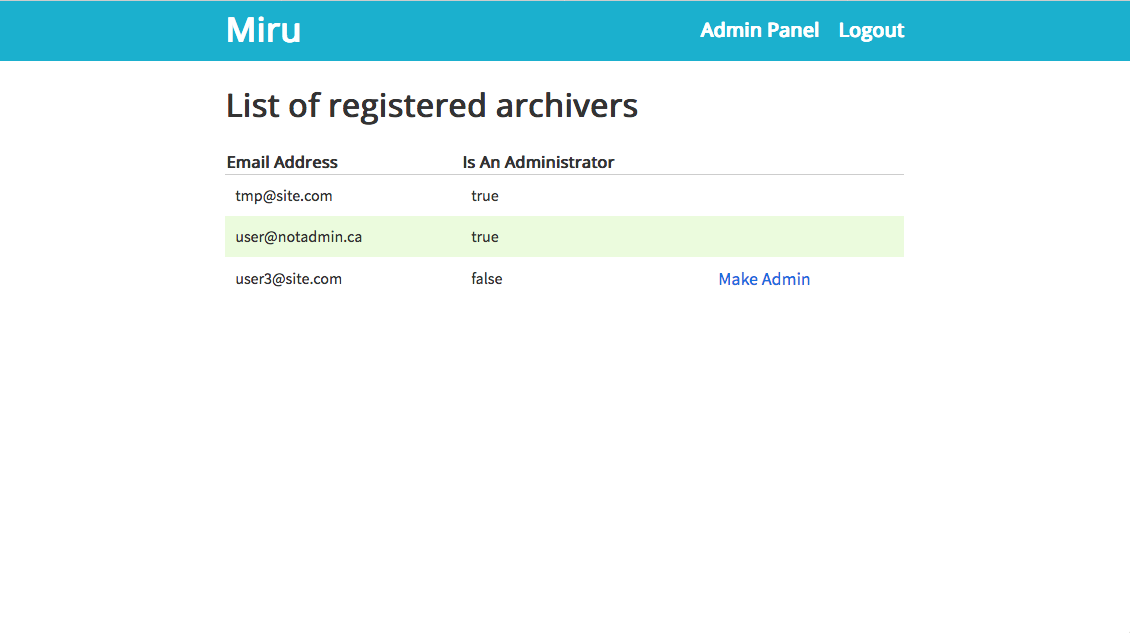 Miru Admin Panel Logout
List of registered archivers
Email Address Is An Administrator
tmp@site.com true
user@notadmin.ca true
user3@site.com false Make Admin